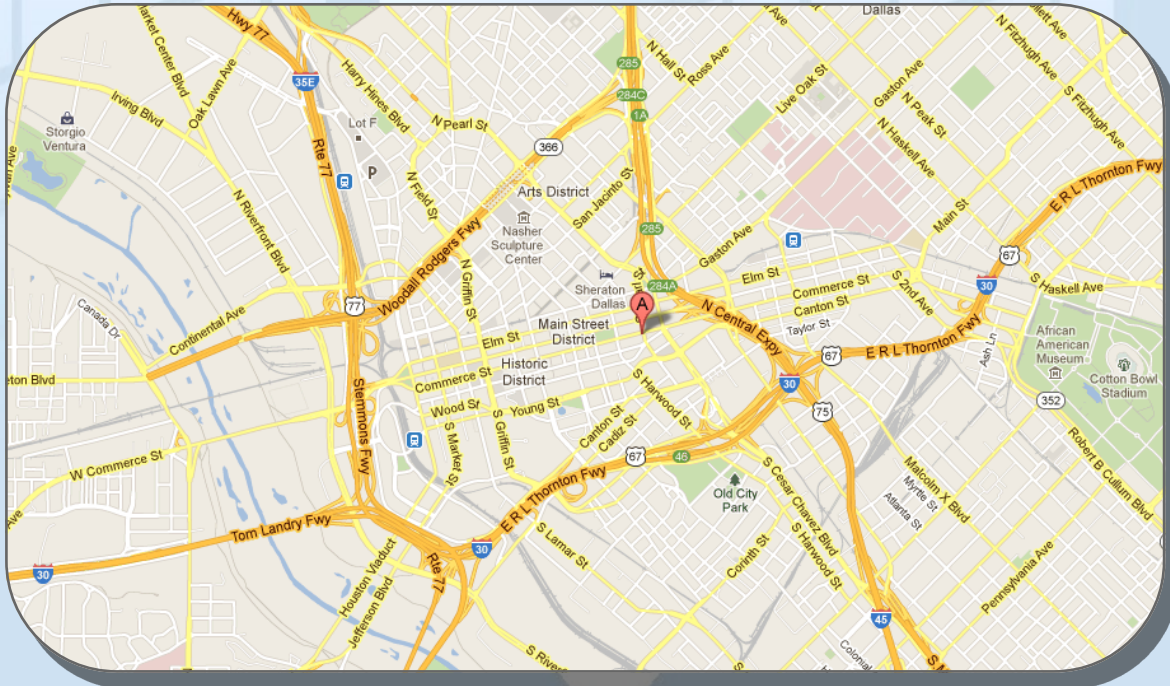 Dallas
Hwy 77
Market Center Blvd
Oak Lawn Ave
35E
Harry Hines Blvd
285
N Hall St
Ross Ave
Ave
N Fitzhugh Ave
284C
1A
Live Oak St
Gaston Ave
N Peak St
S Fitzhugh Ave
Irving Blvd
Storgio
Ventura
Lot F
N Pearl St
366
N Haskell Ave
Rte 77
P
N Field St
Arts District
San Jacinto St
E R L Thornton Fwy
N Riverfront Blvd
Nasher
Sculpture
Center
285
Gaston Ave
Main St
67
Woodall Rodgers Fwy
N Griffin St
Sheraton
Dallas
284A
Elm St
Commerce St
Canton St
S 2nd Ave
30
S Haskell Ave
77
A
Canada Dr
Continental Ave
Elm St
Main Street
District
N Central Expy
Taylor St
E R L Thornton Fwy
Ash Ln
African
American
Museum
67
Cotton Bowl
Stadium
eton Blvd
Historic
District
Commerce St
30
S Harwood St
352
Stemmons Fwy
Wood St
Young St
75
Canton St
Cadiz St
S Market St
S Griffin St
67
46
W Commerce St
Robert B Cullum Blvd
Malcolm X Blvd
Myrtle St
Atlanta St
Old City
Park
S Cesar Chavez Blvd
Ave
Tom Landry Fwy
E R L Thornton Fwy
S Lamar St
S Harwood St
30
30
Rte 77
Houston Viaduct
Jefferson Blvd
Corinth St
Pennsylvania Ave
45
Colonial
S M